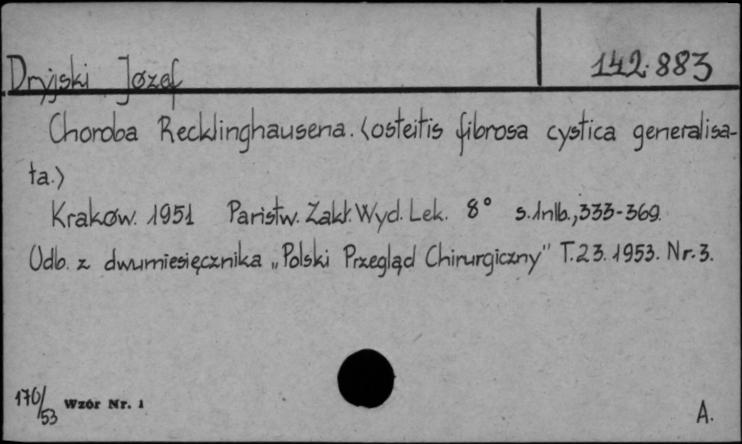 Dryjski Józef 142.883
Choroba Recklinghausena. (osteitis fibrosa cystica generalisa-
ta.)
Kraków. 1951 Państw. Zakł. Wyd. Lek. 8° s. 1nlb., 333-369.
Odb. z dwumiesięcznika „Polski Przegląd Chirurgiczny" T.23. 1953. Nr. 3.
170/53 Wzór Nr. 1 A.